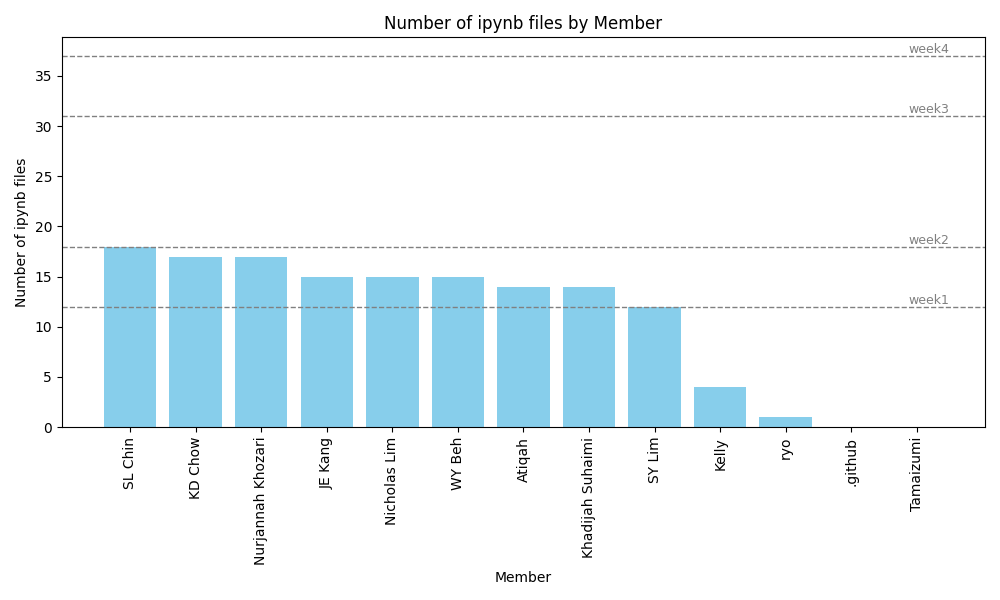 Number of ipynb files by Member
Number of ipynb files
35
30
25
20
15
10
5
0
week4
week3
week2
week1
SL Chin
KD Chow
Nurjannah Khozari
JE Kang
Nicholas Lim
WY Beh
Atiqah
Khadijah Suhaimi
SY Lim
Kelly
ryo
.github
Tamaizumi
Member